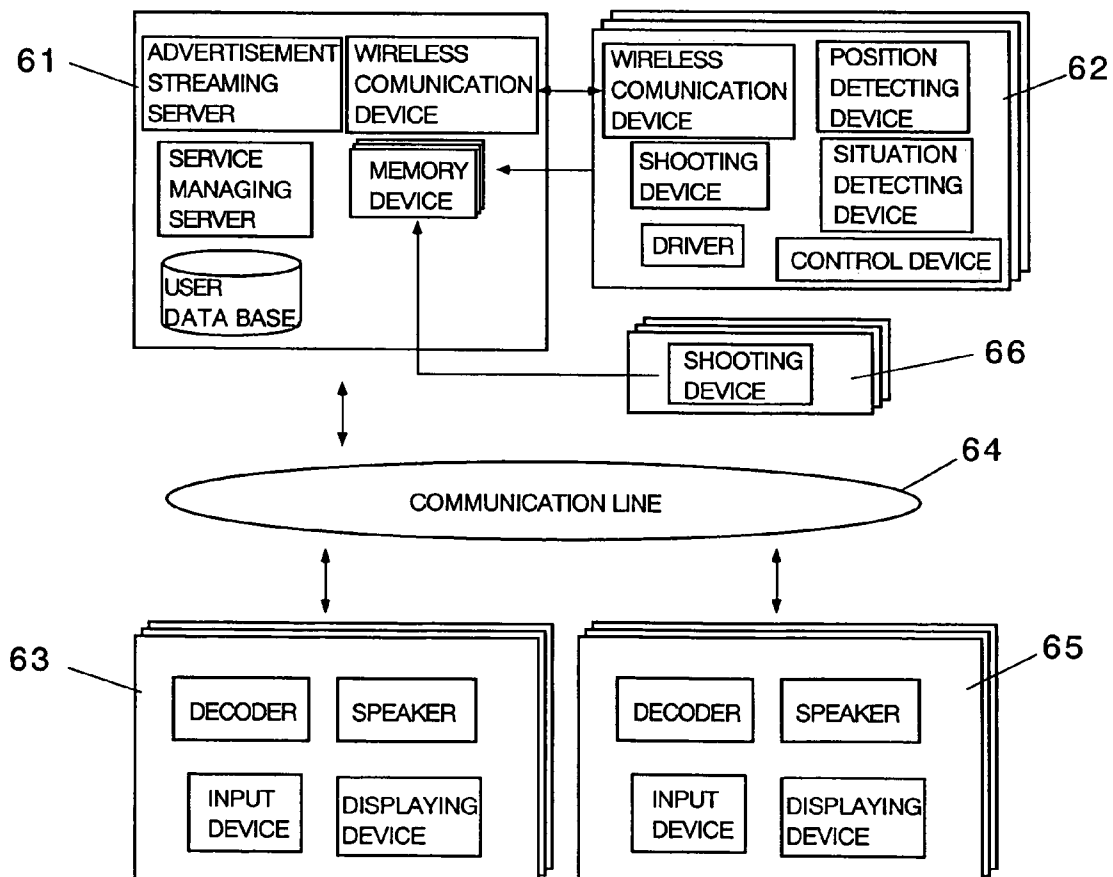 61
ADVERTISEMENT
STREAMING
SERVER
WIRELESS
COMUNICATION
DEVICE
SERVICE
MANAGING
SERVER
MEMORY
DEVICE
USER
DATA BASE
WIRELESS
COMUNICATION
DEVICE
POSITION
DETECTING
DEVICE
62
SHOOTING
DEVICE
SITUATION
DETECTING
DEVICE
DRIVER
CONTROL DEVICE
SHOOTING
DEVICE
66
64
COMMUNICATION LINE
63
DECODER
SPEAKER
INPUT
DEVICE
DISPLAYING
DEVICE
65
DECODER
SPEAKER
INPUT
DEVICE
DISPLAYING
DEVICE